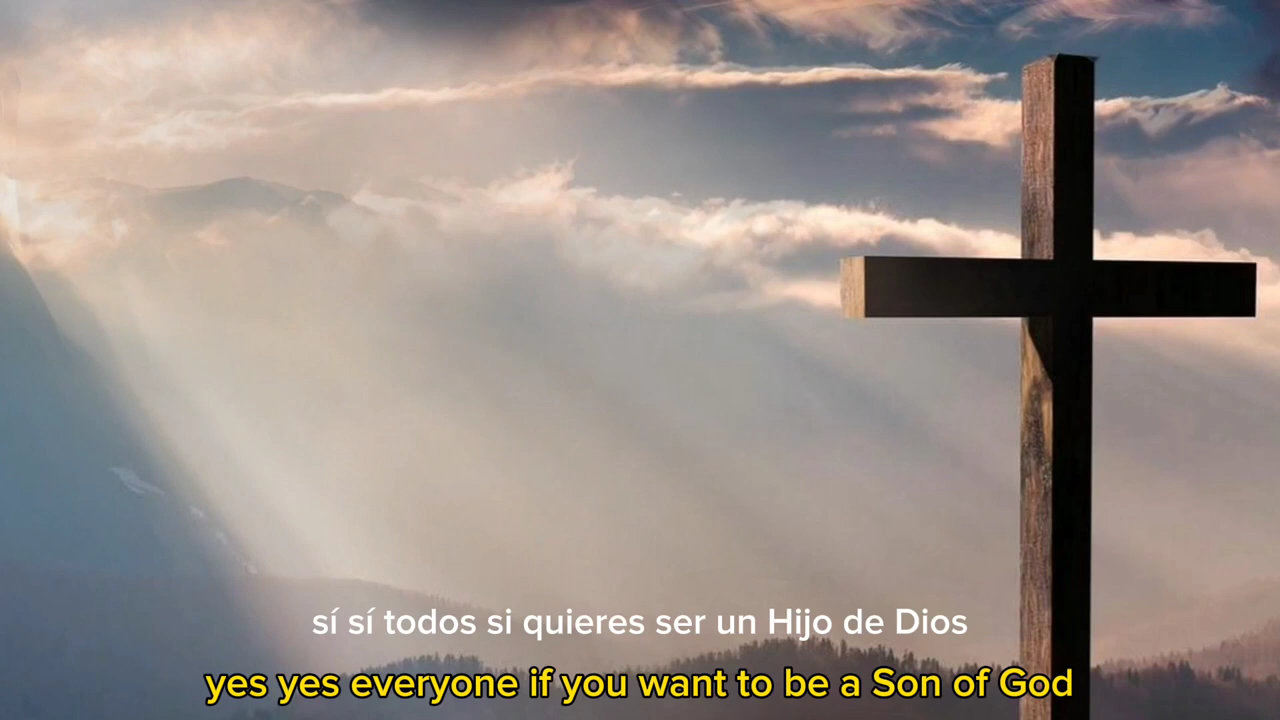 sí sí todos si quieres ser un Hijo de Dios
yes yes everyone if you want to be a Son of God